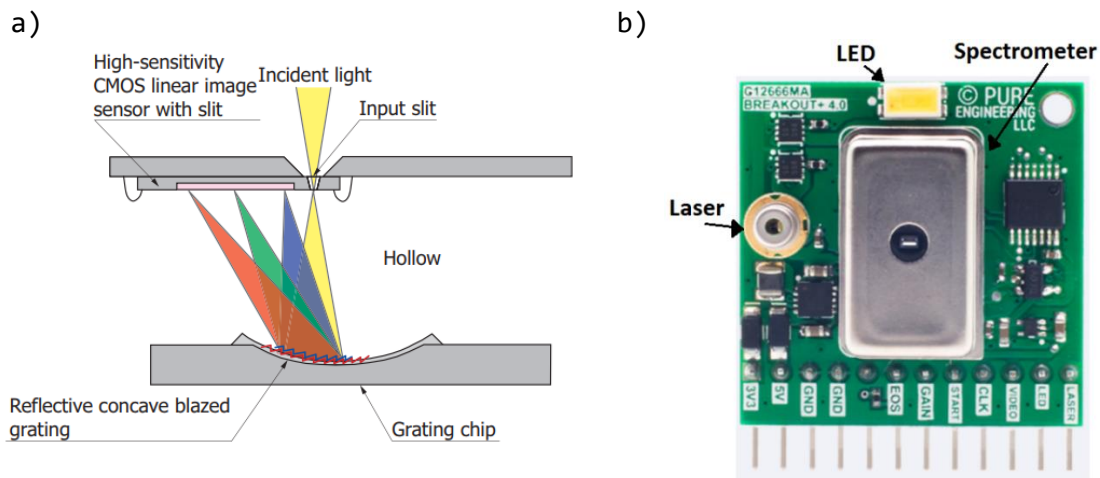 a)
High-sensitivity
CMOS linear image
sensor with slit
Incident light
Input slit
Hollow
Reflective concave blazed
grating
Grating chip
b)
LED
Spectrometer
Laser
G12666MA
BREAKOUT+ 4.0
© PURE
ENGINEERING
LLC
3V3
5V
GND
GND
EOS
GAIN
START
CLK
VIDEO
LED
LASER